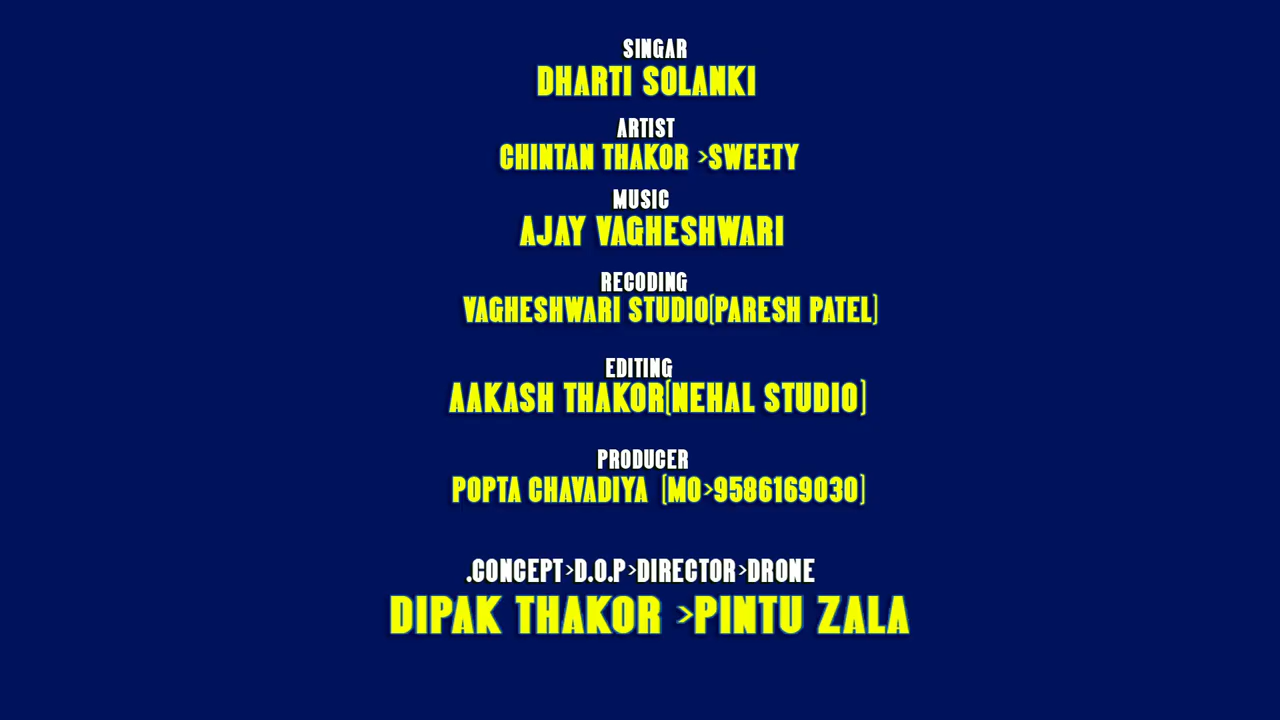 SINGAR
DHARTI SOLANKI
ARTIST
CHINTAN THAKOR >SWEETY
MUSIC
AJAY VAGHESHWARI
RECODING
VAGHESHWARI STUDIO(PARESH PATEL)
EDITING
AAKASH THAKOR(NEHAL STUDIO)
PRODUCER
POPTA CHAVADIYA (MO>9586169030)
.CONCEPT>D.O.P>DIRECTOR>DRONE
DIPAK THAKOR >PINTU ZALA